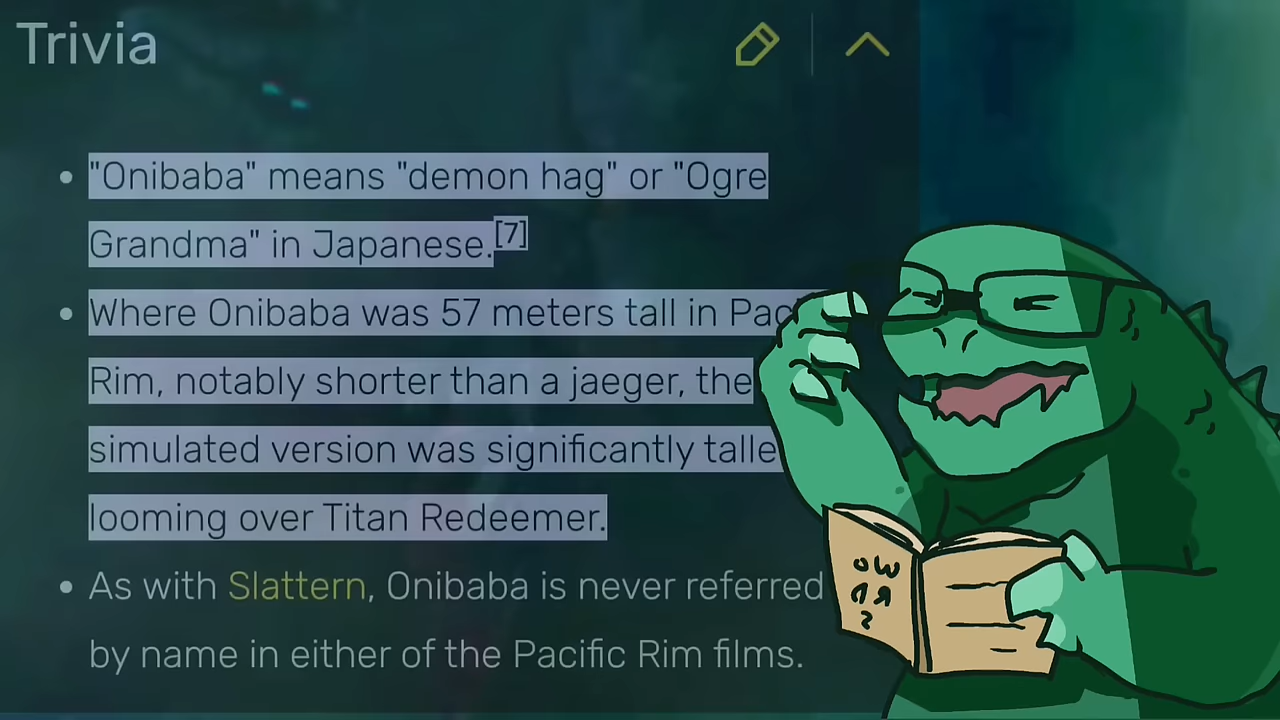 Trivia
• "Onibaba" means "demon hag" or "Ogre
Grandma" in Japanese.[7]
• Where Onibaba was 57 meters tall in
Rim, notably shorter than a jaeger, the
simulated version was significantly
looming over Titan Redeemer.
• As with Slattern, Onibaba is never referred
by name in either of the Pacific Rim films.